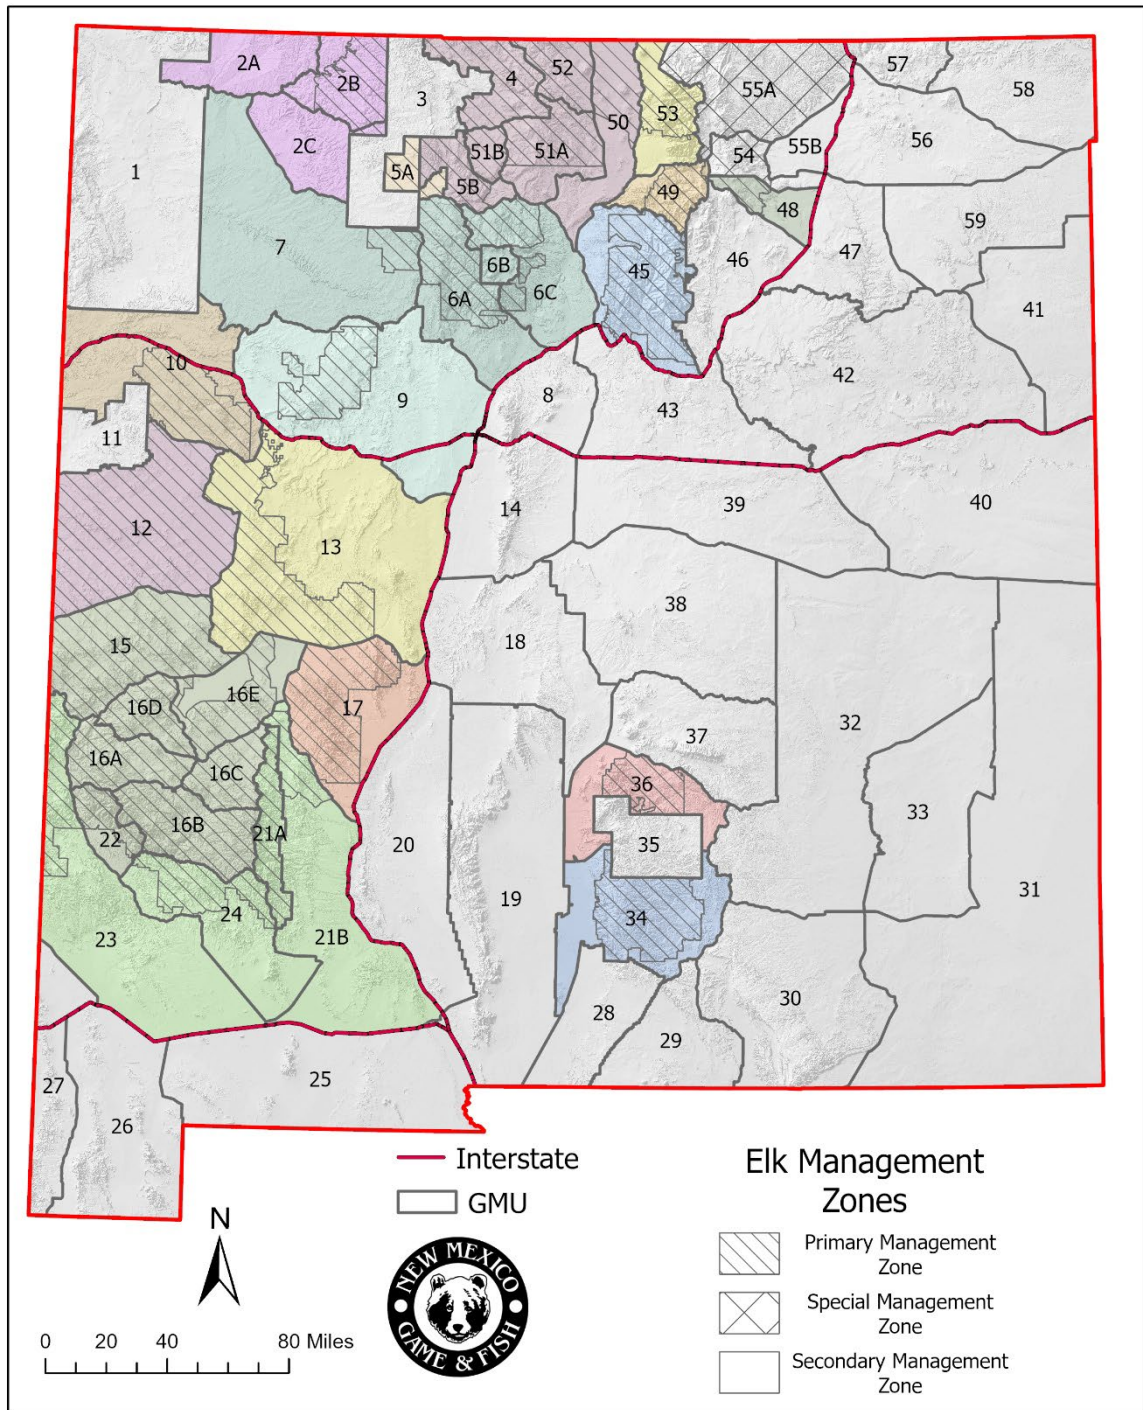 2A
2B
3
4
52
50
53
55A
57
58
2C
5A
5B
51B
51A
54
55B
56
1
49
48
59
7
6A
6B
6C
45
46
47
41
10
9
8
43
42
11
12
13
14
39
40
15
16D
16E
17
18
38
16A
16C
37
32
22
16B
21A
20
36
35
33
19
34
31
23
24
21B
28
29
30
27
26
25
Interstate
GMU
Elk Management
Zones
Primary Management
Zone
Special Management
Zone
Secondary Management
Zone
N
NEW MEXICO
GAME & FISH
0 20 40 80 Miles